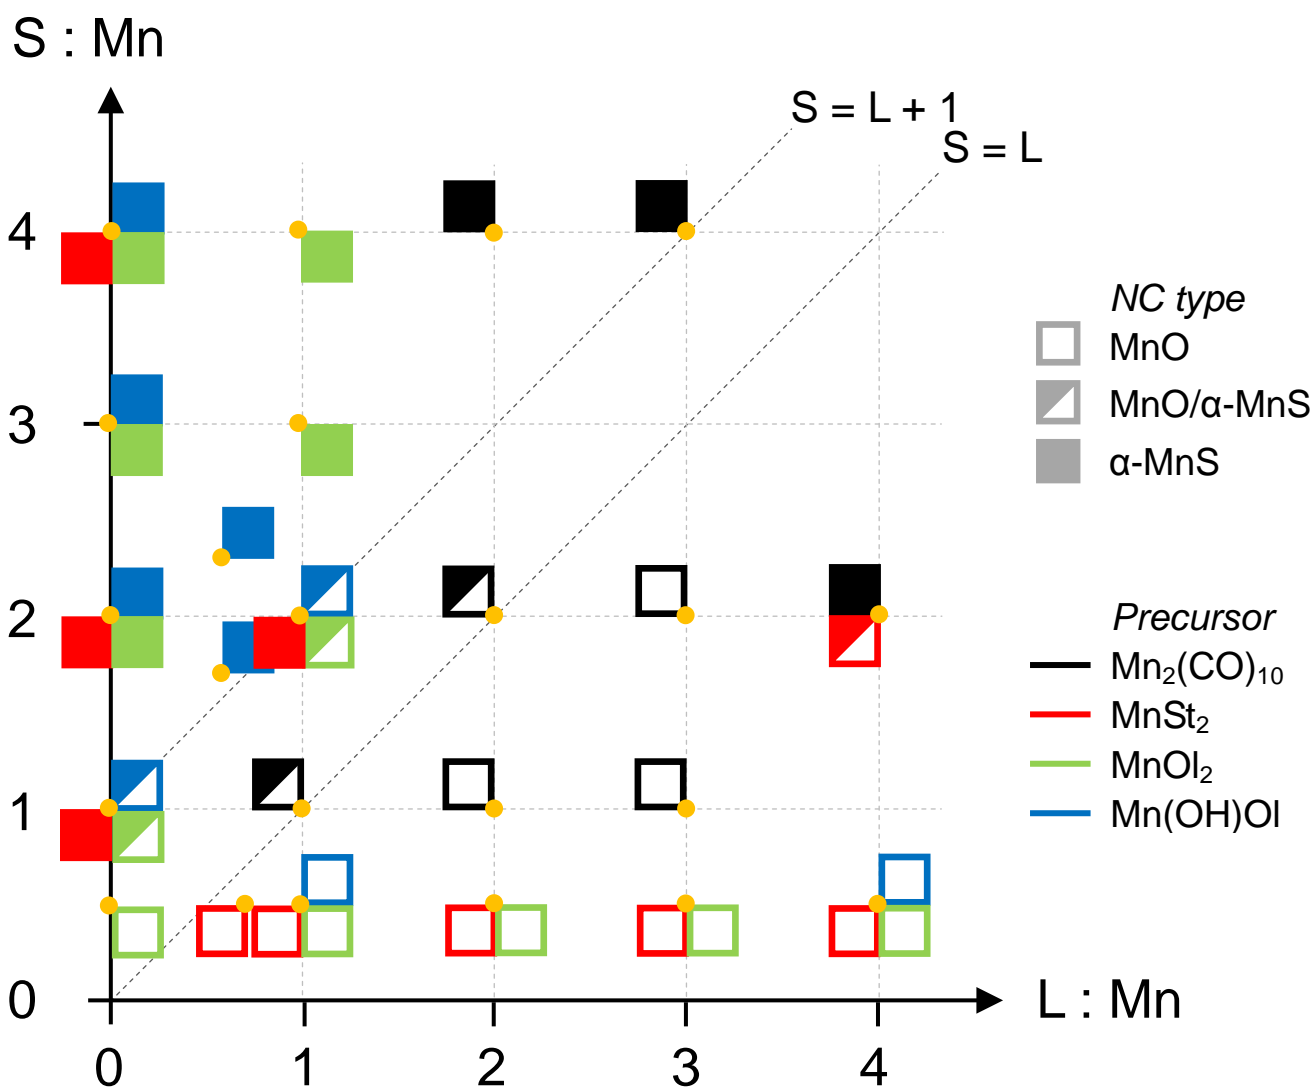 S : Mn
S = L + 1
S = L
4
3
2
1
0
NC type
MnO
MnO/α-MnS
α-MnS
Precursor
Mn₂(CO)₁₀
MnSt₂
MnOl₂
Mn(OH)Ol
L : Mn
0 1 2 3 4